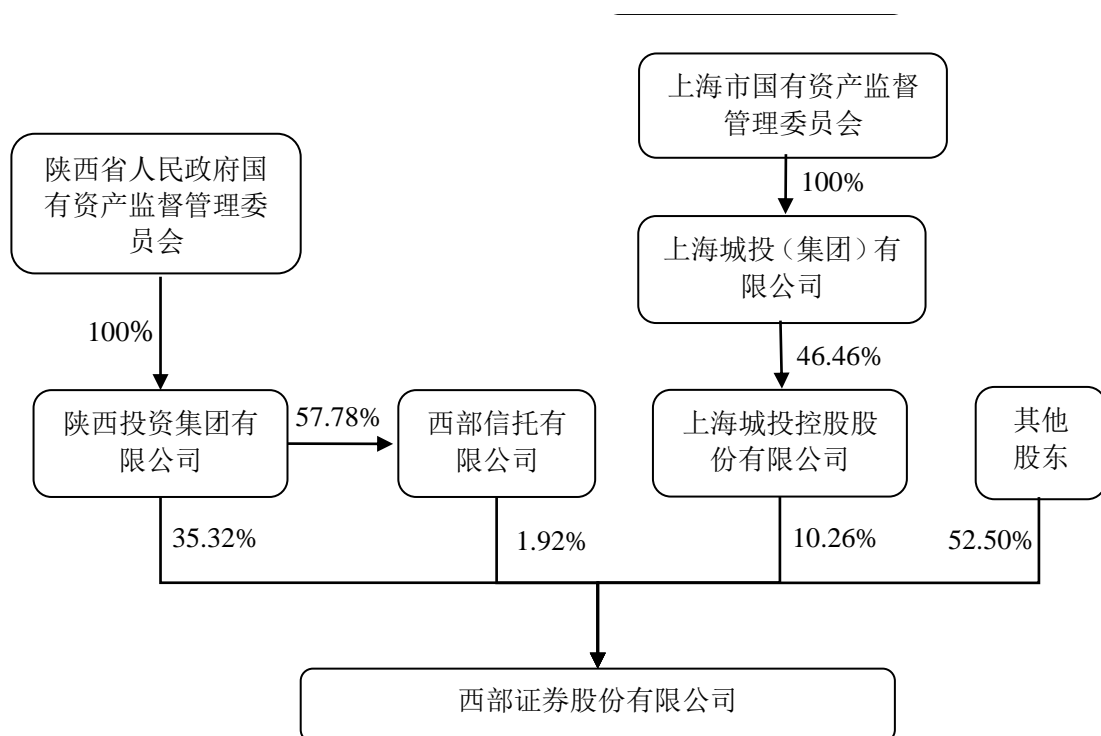 上海市国有资产监督
管理委员会
陕西省人民政府国
有资产监督管理委
员会
100%
上海城投（集团）有
限公司
100%
46.46%
陕西投资集团有
限公司
57.78%
西部信托有
限公司
上海城投控股股
份有限公司
其他
股东
35.32%
1.92%
10.26%
52.50%
西部证券股份有限公司